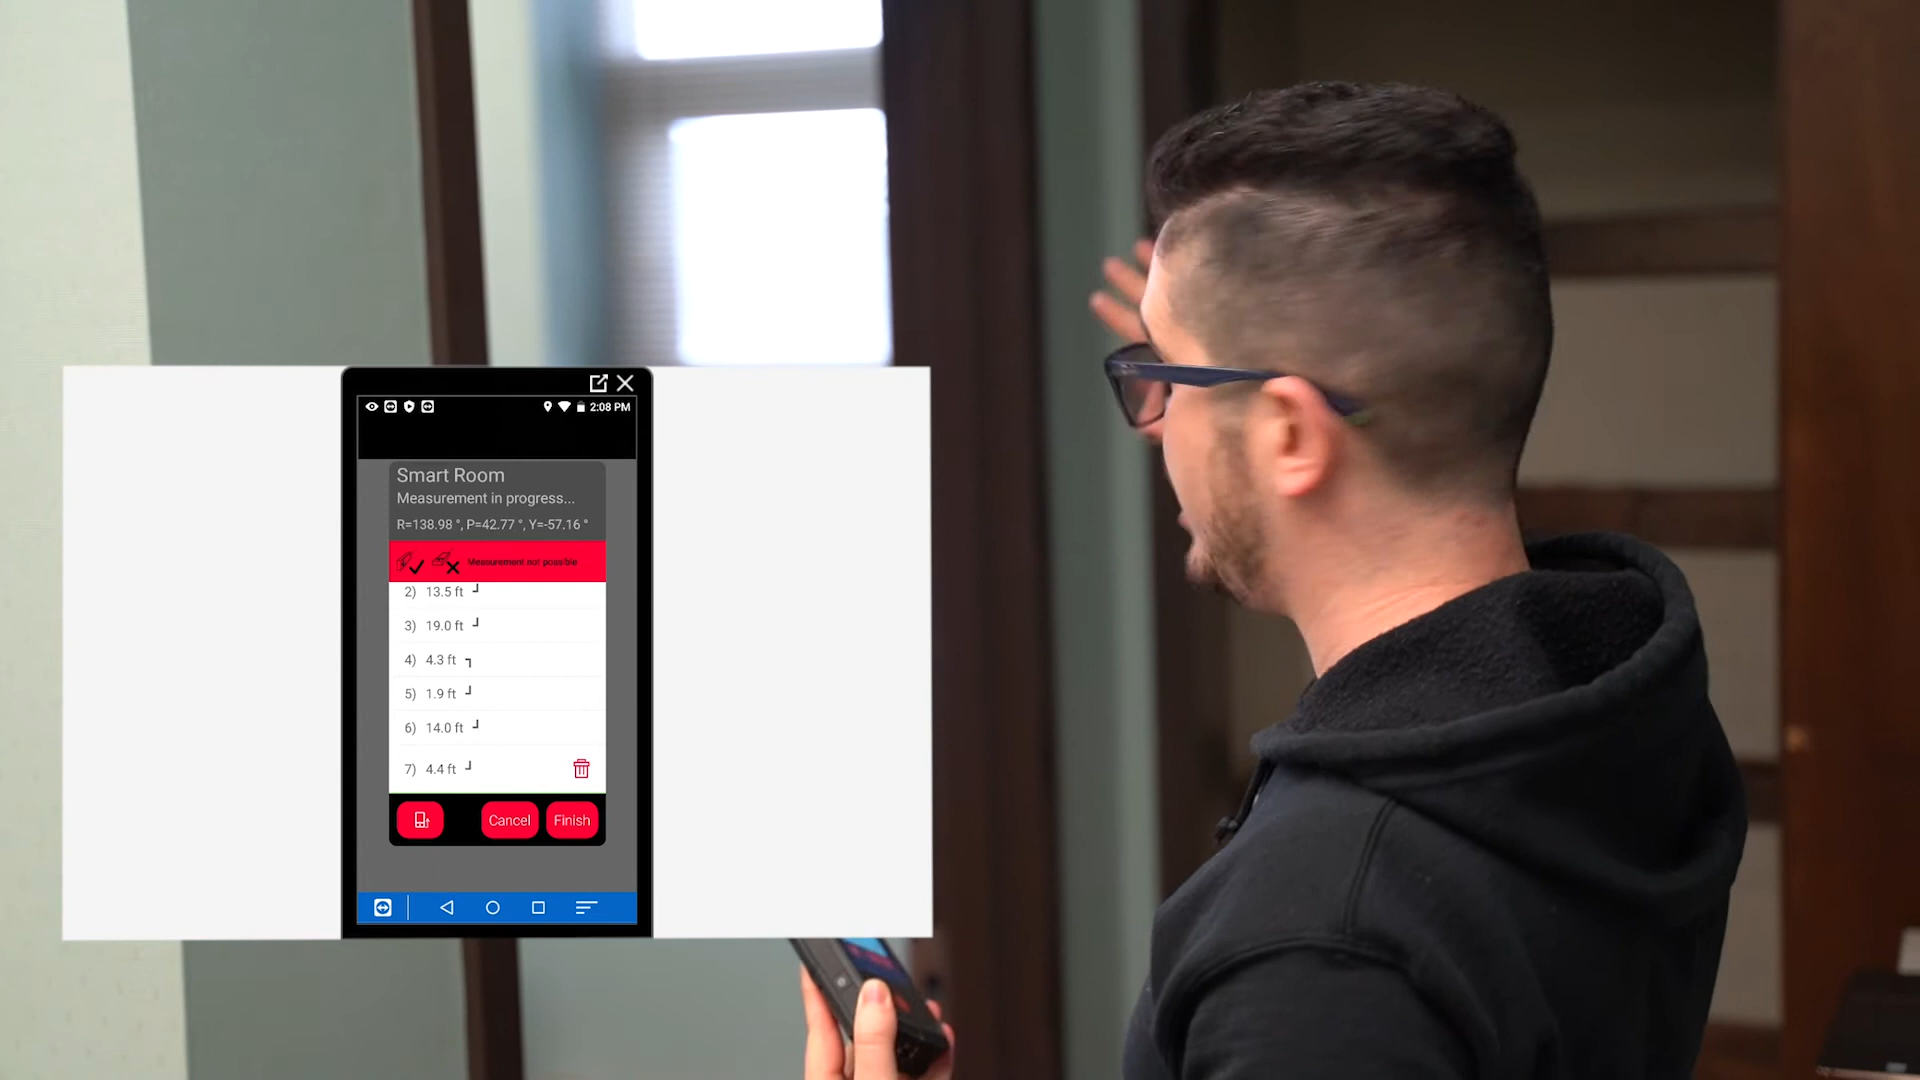 2:08 PM
Smart Room
Measurement in progress...
R=138.98 °, P=42.77 °, Y=-57.16 °
Measurement not possible
2) 13.5 ft
3) 19.0 ft
4) 4.3 ft
5) 1.9 ft
6) 14.0 ft
7) 4.4 ft
Cancel Finish